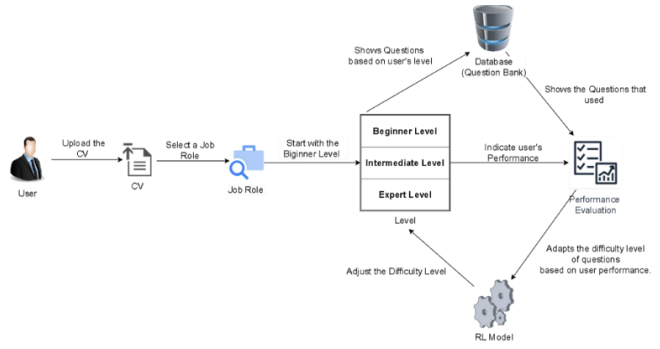 Shows Questions
based on user's level
Database
(Question Bank)
Shows the Questions that
used
Upload the
CV
Select a Job
Role
Start with the
Biginner Level
Beginner Level
Intermediate Level
Expert Level
Level
Indicate user's
Performance
User
CV
Job Role
Performance
Evaluation
Adapts the difficulty level
of questions
based on user performance.
Adjust the Difficulty Level
RL Model